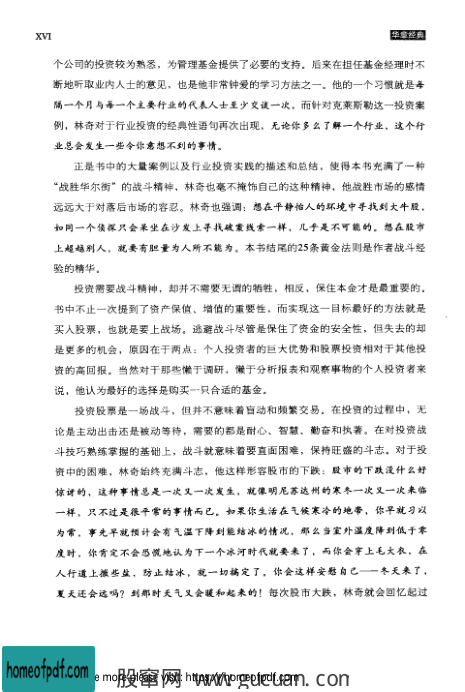 XVI
华章经典
个公司的投资较为熟悉，为管理基金提供了必要的支持。后来在担任基金经理时不
断地听取业内人士的意见，也是他非常钟爱的学习方法之一。他的一个习惯就是每
隔一个月与每一个主要行业的代表人士至少交谈一次。而针对克莱斯勒这一投资案
例，林奇对于行业投资的经典性语句再次出现，无论你多么了解一个行业，这个行
业总会发生一些令你意想不到的事情。
正是书中的大量案例以及行业投资实践的描述和总结，使得本书充满了一种
“战胜华尔街”的战斗精神，林奇也毫不掩饰自己的这种精神，他战胜市场的感情
远远大于对落后市场的容忍。林奇也强调：想在平静怡人的环境中寻找到大牛股，
如同一个侦探只会呆坐在沙发上寻找破案线索一样，几乎是不可能的。想在股市
上超越别人，就要有胆量为人所不能为。本书结尾的25条黄金法则是作者战斗经
验的精华。
投资需要战斗精神，却并不需要无谓的牺牲，相反，保住本金才是最重要的。
书中不止一次提到了资产保值、增值的重要性，而实现这一目标最好的方法就是
买入股票，也就是要上战场。逃避战斗尽管是保住了资金的安全性，但失去的却
是更多的机会，原因在于两点：个人投资者的巨大优势和股票投资相对于其他投
资的高回报。当然对于那些懒于调研，懒于分析报表和观察事物的个人投资者来
说，他认为最好的选择是购买一只合适的基金。
投资股票是一场战斗，但并不意味着盲动和频繁交易。在投资的过程中，无
论是主动出击还是被动等待，需要的都是耐心、智慧、勤奋和执著。在对投资战
斗技巧熟练掌握的基础上，战斗就意味着要直面困难，保持旺盛的斗志。对于投
资中的困难，林奇始终充满斗志，他这样形容股市的下跌：股市的下跌没什么好
惊讶的，这种事情总是一次又一次发生，就像明尼苏达州的寒冬一次又一次来临
一样，只不过是很平常的事情而已。如果你生活在气候寒冷的地带，你早就习以
为常，事先早就预计会有气温下降到能结冰的情况，那么当室外温度降到低于零
度时，你肯定不会恐慌地认为下一个冰河时代就要来了，而你会穿上毛大衣，在
人行道上撒些盐，防止结冰，就一切搞定了。你会这样安慰自己——冬天来了，
夏天还会远吗？到那时天气又会暖和起来的！每次股市大跌，林奇就会回忆起过
homeofpdf.com
more please visit: https://homeofpdf.com
股窜网 www.gucuan.com